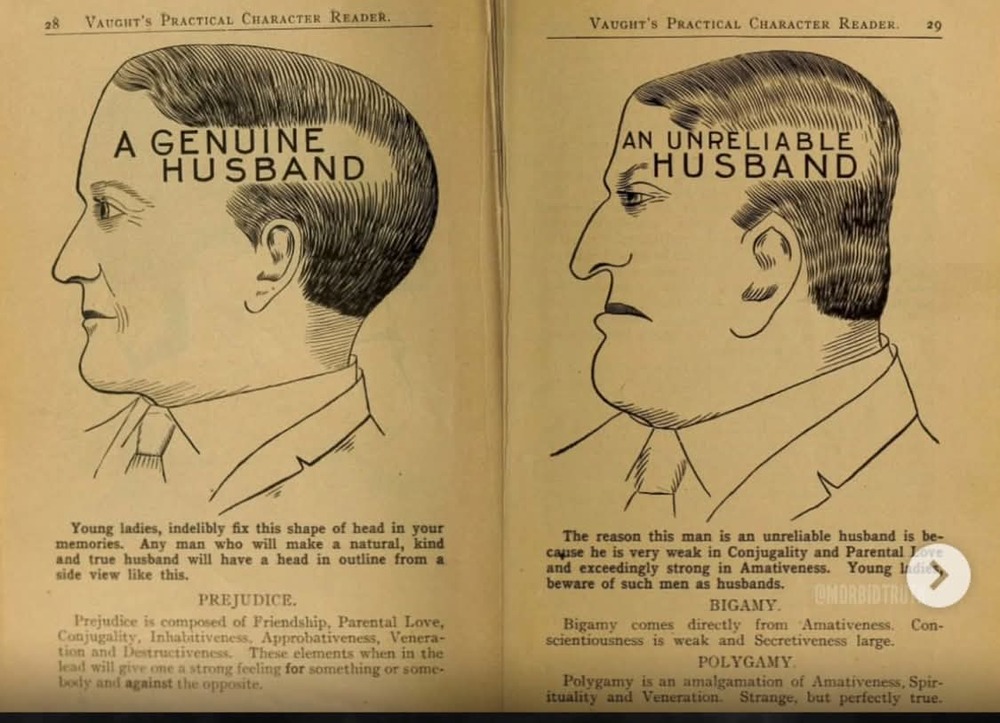 28 VAUGHT'S PRACTICAL CHARACTER READER.
A GENUINE
HUSBAND
Young ladies, indelibly fix this shape of head in your
memories. Any man who will make a natural, kind
and true husband will have a head in outline from a
side view like this.
PREJUDICE.
Prejudice is composed of Friendship, Parental Love,
Conjugality, Inhabitiveness, Approbativeness, Venera-
tion and Destructiveness. These elements when in the
lead will give one a strong feeling for something or some-
body and against the opposite.
VAUGHT'S PRACTICAL CHARACTER READER. 29
AN UNRELIABLE
HUSBAND
The reason this man is an unreliable husband is be-
cause he is very weak in Conjugality and Parental Love
and exceedingly strong in Amativeness. Young ladies,
beware of such men as husbands.
BIGAMY.
Bigamy comes directly from Amativeness. Con-
scientiousness is weak and Secretiveness large.
POLYGAMY.
Polygamy is an amalgamation of Amativeness, Spir-
ituality and Veneration. Strange, but perfectly true.